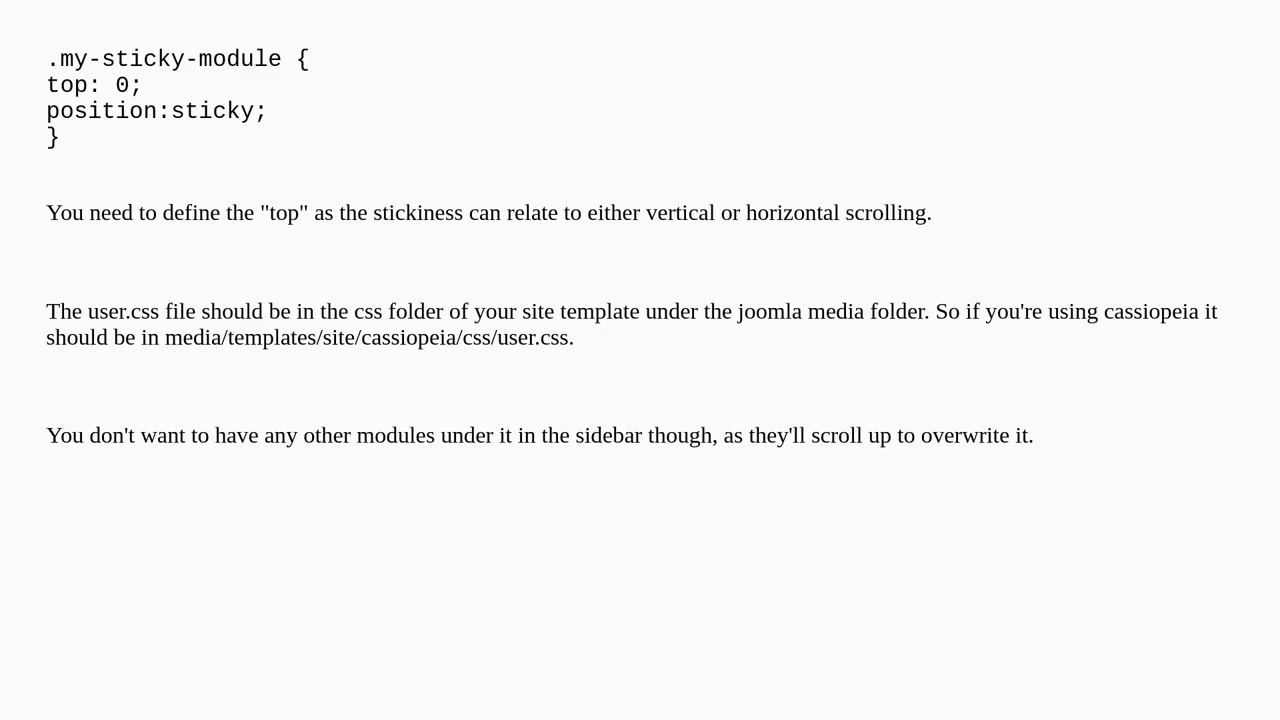 .my-sticky-module {
top: 0;
position:sticky;
}
You need to define the "top" as the stickiness can relate to either vertical or horizontal scrolling.
The user.css file should be in the css folder of your site template under the joomla media folder. So if you're using cassiopeia it
should be in media/templates/site/cassiopeia/css/user.css.
You don't want to have any other modules under it in the sidebar though, as they'll scroll up to overwrite it.